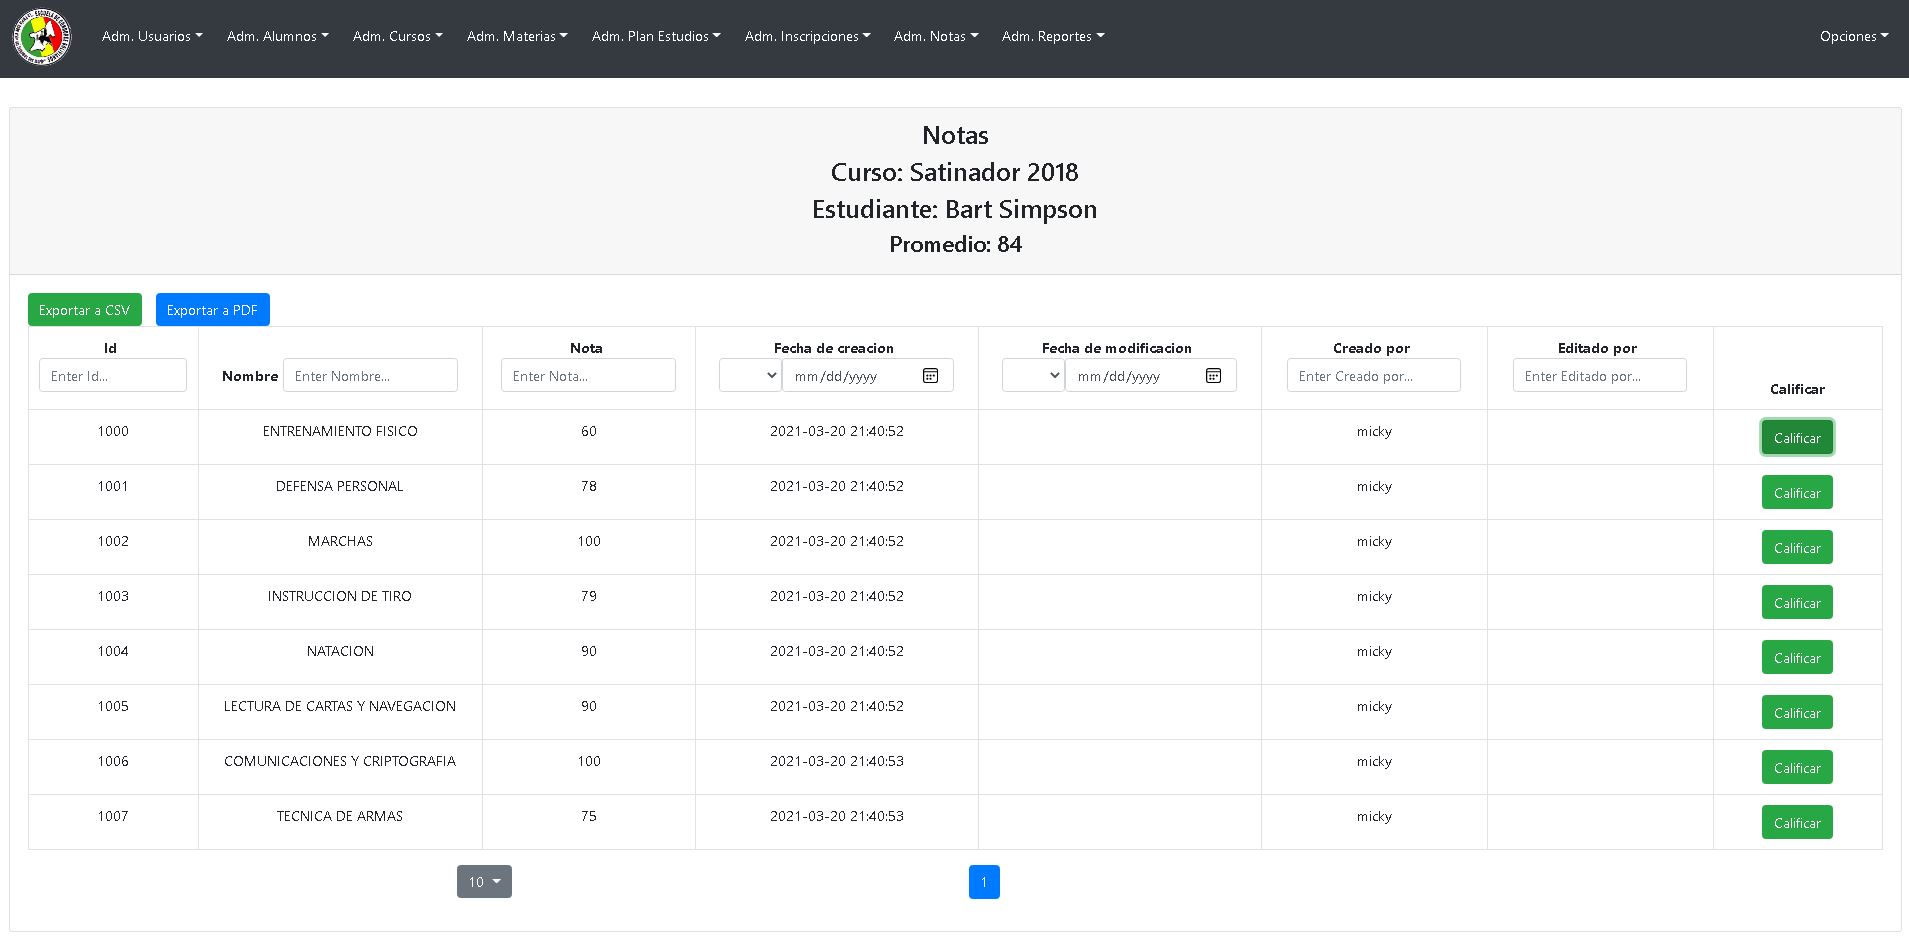 Adm. Usuarios Adm. Alumnos Adm. Cursos Adm. Materias Adm. Plan Estudios Adm. Inscripciones Adm. Notas Adm. Reportes Opciones
Notas
Curso: Satinador 2018
Estudiante: Bart Simpson
Promedio: 84
Exportar a CSV Exportar a PDF
Id Nombre Nota Fecha de creacion Fecha de modificacion Creado por Editado por Calificar
Enter Id... Enter Nombre... Enter Nota... mm/dd/yyyy mm/dd/yyyy Enter Creado por... Enter Editado por...
1000 ENTRENAMIENTO FISICO 60 2021-03-20 21:40:52 micky Calificar
1001 DEFENSA PERSONAL 78 2021-03-20 21:40:52 micky Calificar
1002 MARCHAS 100 2021-03-20 21:40:52 micky Calificar
1003 INSTRUCCION DE TIRO 79 2021-03-20 21:40:52 micky Calificar
1004 NATACION 90 2021-03-20 21:40:52 micky Calificar
1005 LECTURA DE CARTAS Y NAVEGACION 90 2021-03-20 21:40:52 micky Calificar
1006 COMUNICACIONES Y CRIPTOGRAFIA 100 2021-03-20 21:40:53 micky Calificar
1007 TECNICA DE ARMAS 75 2021-03-20 21:40:53 micky Calificar
10 1